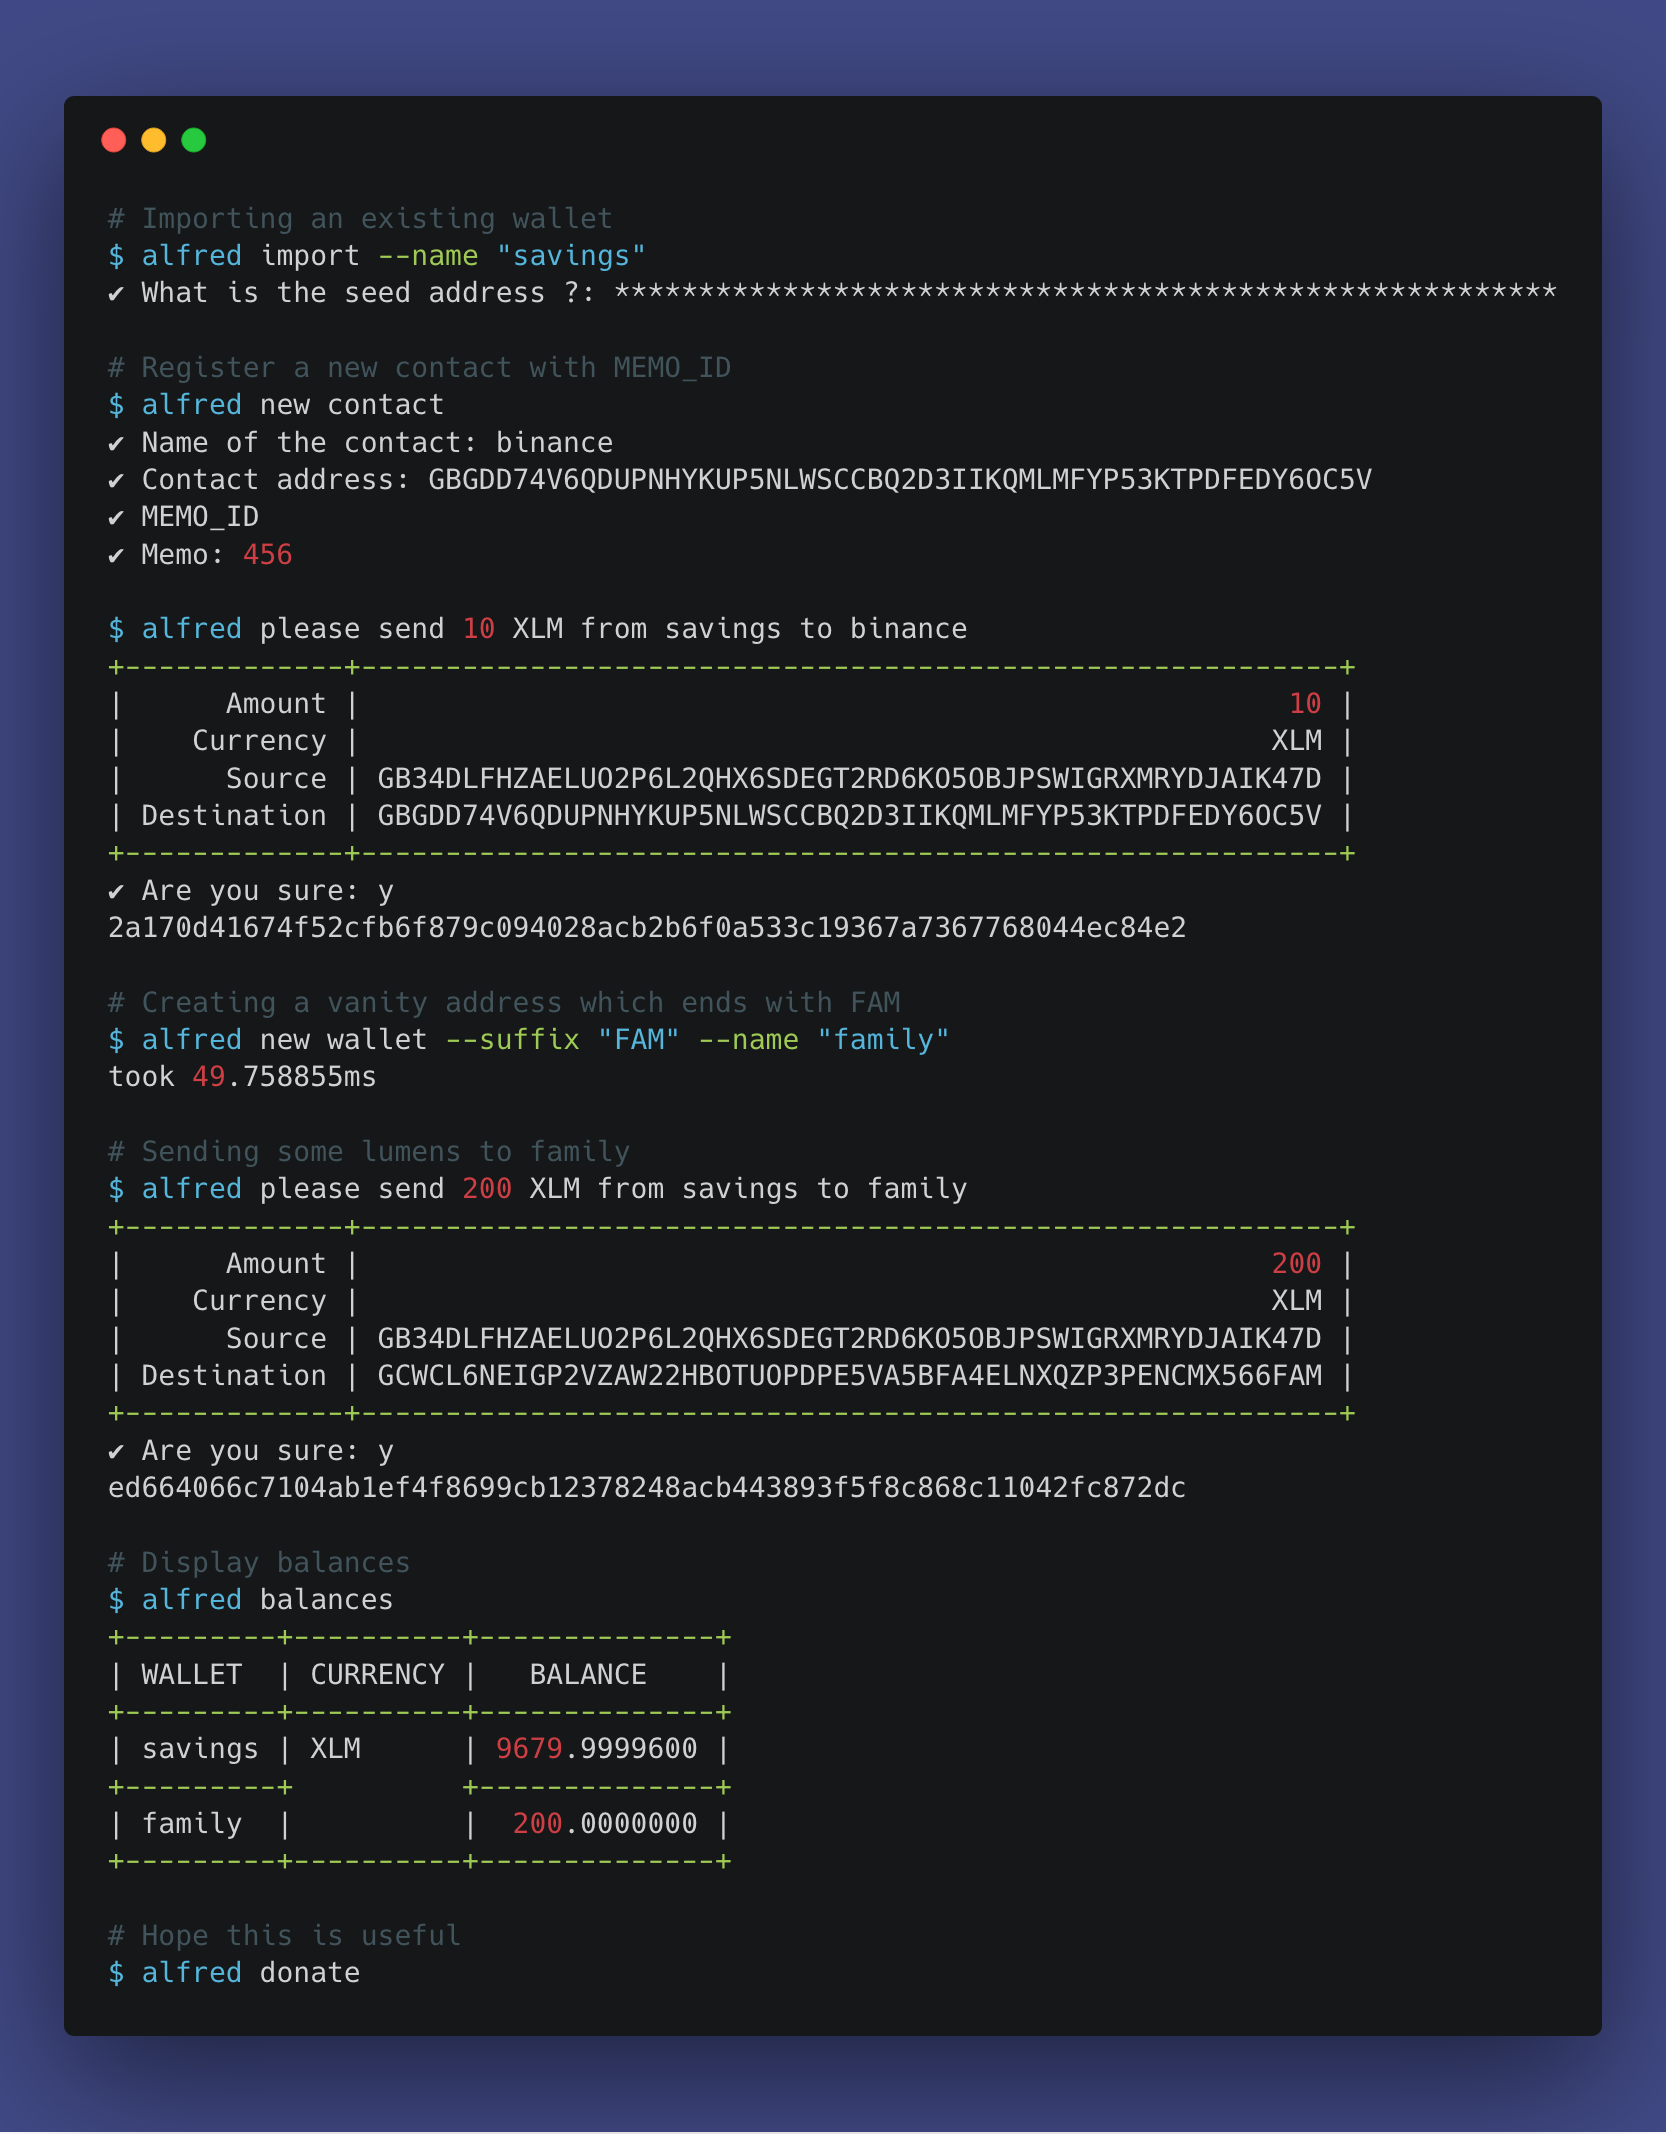 # Importing an existing wallet
$ alfred import --name "savings"
✔ What is the seed address ?: ********************************************************
# Register a new contact with MEMO_ID
$ alfred new contact
✔ Name of the contact: binance
✔ Contact address: GBGDD74V6QDUPNHYKUP5NLWSCCBQ2D3IIKQMLMFYP53KTPDFEDY6OC5V
✔ MEMO_ID
✔ Memo: 456
$ alfred please send 10 XLM from savings to binance
+-------------+----------------------------------------------------------+
|      Amount |                                                       10 |
|    Currency |                                                      XLM |
|      Source | GB34DLFHZAELUO2P6L2QHX6SDEGT2RD6KO5OBJPSWIGRXMRYDJAIK47D |
| Destination | GBGDD74V6QDUPNHYKUP5NLWSCCBQ2D3IIKQMLMFYP53KTPDFEDY6OC5V |
+-------------+----------------------------------------------------------+
✔ Are you sure: y
2a170d41674f52cfb6f879c094028acb2b6f0a533c19367a7367768044ec84e2
# Creating a vanity address which ends with FAM
$ alfred new wallet --suffix "FAM" --name "family"
took 49.758855ms
# Sending some lumens to family
$ alfred please send 200 XLM from savings to family
+-------------+----------------------------------------------------------+
|      Amount |                                                      200 |
|    Currency |                                                      XLM |
|      Source | GB34DLFHZAELUO2P6L2QHX6SDEGT2RD6KO5OBJPSWIGRXMRYDJAIK47D |
| Destination | GCWCL6NEIGP2VZAW22HBOTUOPDPE5VA5BFA4ELNXQZP3PENCMX566FAM |
+-------------+----------------------------------------------------------+
✔ Are you sure: y
ed664066c7104ab1ef4f8699cb12378248acb443893f5f8c868c11042fc872dc
# Display balances
$ alfred balances
+---------+----------+--------------+
| WALLET  | CURRENCY |   BALANCE    |
+---------+----------+--------------+
| savings | XLM      | 9679.9999600 |
+---------+          +--------------+
| family  |          |  200.0000000 |
+---------+----------+--------------+
# Hope this is useful
$ alfred donate